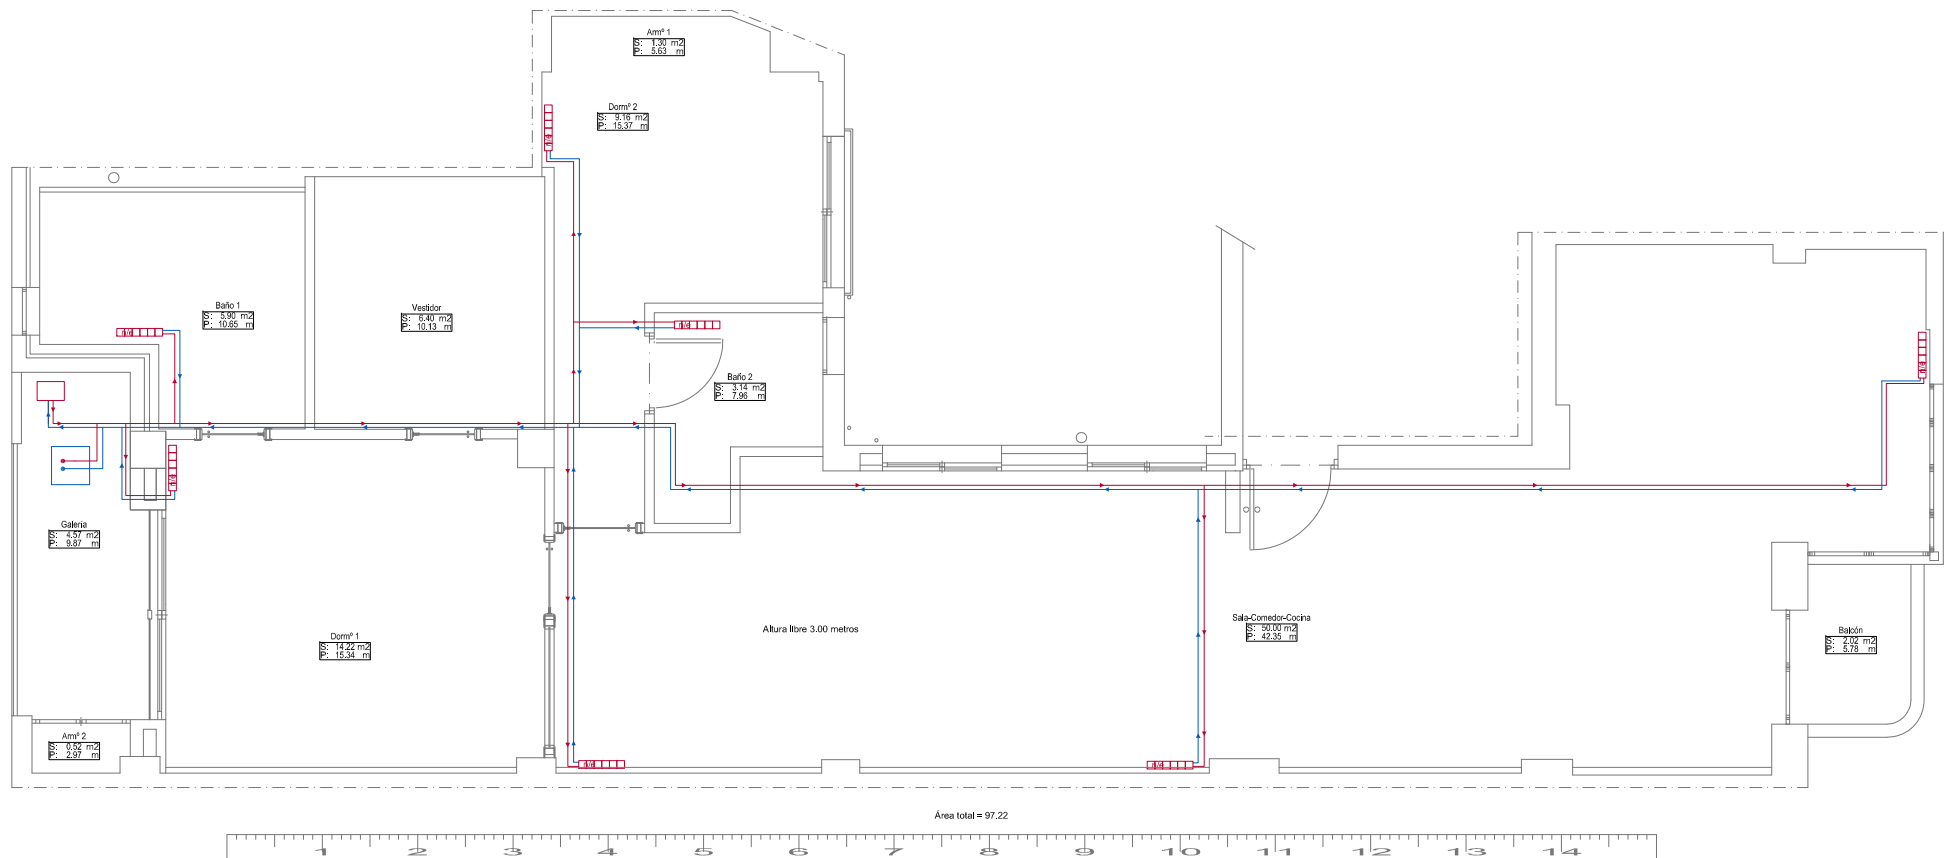 Armº 1
S: 1.30 m2
P: 5.63 m
Dormº 2
S: 9.16 m2
P: 15.37 m
n/e
Baño 1
S: 5.90 m2
P: 10.65 m
n/e
Vestidor
S: 6.40 m2
P: 10.13 m
n/e
Baño 2
S: 3.14 m2
P: 7.96 m
n/e
n/e
Galería
S: 4.57 m2
P: 9.87 m
Dormº 1
S: 14.22 m2
P: 15.34 m
Altura libre 3.00 metros
Sala-Comedor-Cocina
S: 50.00 m2
P: 42.35 m
Balcón
S: 2.02 m2
P: 5.78 m
Armº 2
S: 0.52 m2
P: 2.97 m
n/e
n/e
Área total = 97.22
1 2 3 4 5 6 7 8 9 10 11 12 13 14